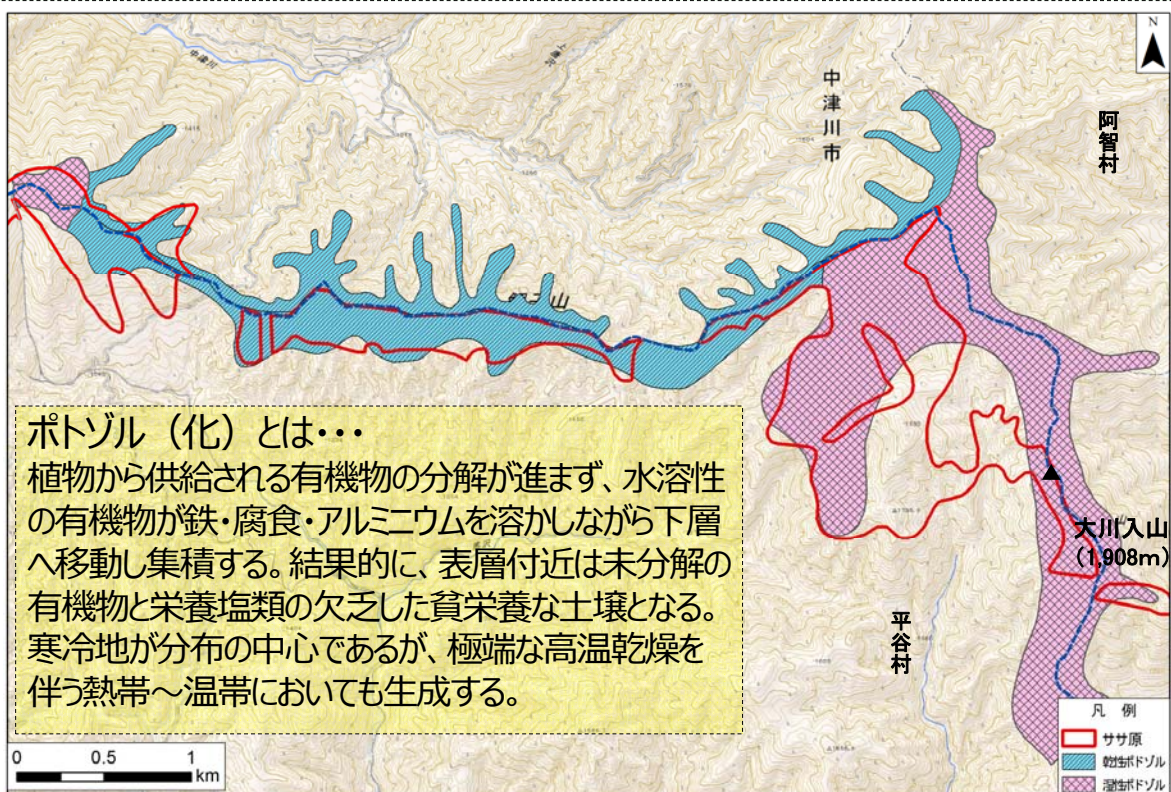 N
中津川
中津川市
阿智村
ポトゾル（化）とは・・・
植物から供給される有機物の分解が進まず、水溶性
の有機物が鉄・腐食・アルミニウムを溶かしながら下層
へ移動し集積する。結果的に、表層付近は未分解の
有機物と栄養塩類の欠乏した貧栄養な土壌となる。
寒冷地が分布の中心であるが、極端な高温乾燥を
伴う熱帯～温帯においても生成する。
大川入山
(1,908m)
平谷村
凡 例
ササ原
乾性ポドゾル
湿性ポドゾル
0 0.5 1
km